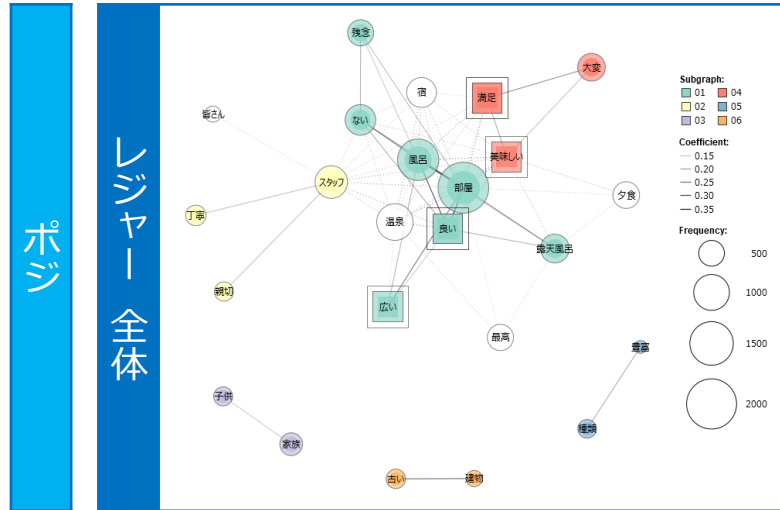 ポジ
レジャー 全体
残念
大変
宿
満足
皆さん
ない
風呂
美味しい
スタッフ
部屋
夕食
丁寧
温泉
良い
露天風呂
親切
広い
最高
豊富
子供
種類
家族
古い
建物
Subgraph:
01 04
02 05
03 06
Coefficient:
0.15
0.20
0.25
0.30
0.35
Frequency:
500
1000
1500
2000